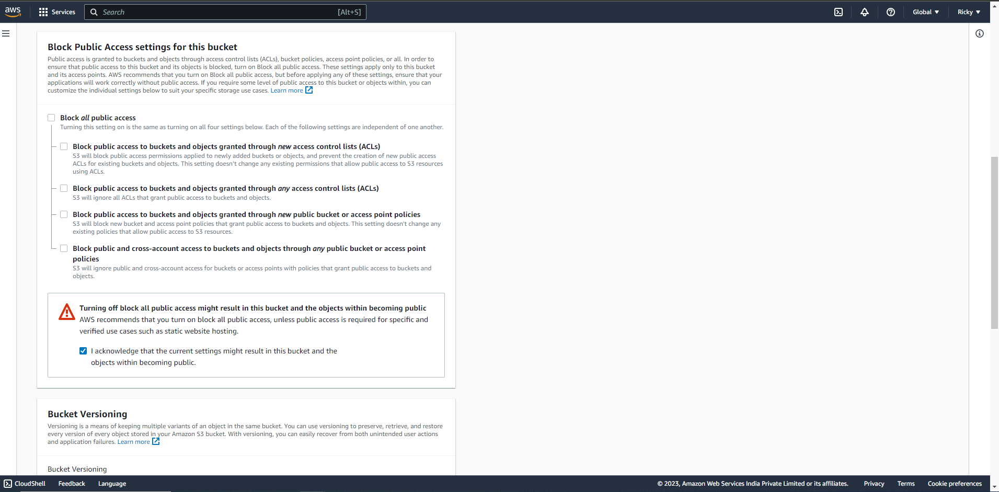 aws
Services
Search [Alt+S]
Global
Ricky
Block Public Access settings for this bucket
Public access is granted to buckets and objects through access control lists (ACLs), bucket policies, access point policies, or all. In order to
ensure that public access to this bucket and its objects is blocked, turn on Block all public access. These settings apply only to this bucket
and its access points. AWS recommends that you turn on Block all public access, but before applying any of these settings, ensure that your
applications will work correctly without public access. If you require some level of public access to this bucket or objects within, you can
customize the individual settings below to suit your specific storage use cases. Learn more
Block all public access
Turning this setting on is the same as turning on all four settings below. Each of the following settings are independent of one another.
Block public access to buckets and objects granted through new access control lists (ACLs)
S3 will block public access permissions applied to newly added buckets or objects, and prevent the creation of new public access
ACLs for existing buckets and objects. This setting doesn't change any existing permissions that allow public access to S3 resources
using ACLs.
Block public access to buckets and objects granted through any access control lists (ACLs)
S3 will ignore all ACLs that grant public access to buckets and objects.
Block public access to buckets and objects granted through new public bucket or access point policies
S3 will block new bucket and access point policies that grant public access to buckets and objects. This setting doesn't change any
existing policies that allow public access to S3 resources.
Block public and cross-account access to buckets and objects through any public bucket or access point
policies
S3 will ignore public and cross-account access for buckets or access points with policies that grant public access to buckets and
objects.
Turning off block all public access might result in this bucket and the objects within becoming public
AWS recommends that you turn on block all public access, unless public access is required for specific and
verified use cases such as static website hosting.
I acknowledge that the current settings might result in this bucket and the
objects within becoming public.
Bucket Versioning
Versioning is a means of keeping multiple variants of an object in the same bucket. You can use versioning to preserve, retrieve, and restore
every version of every object stored in your Amazon S3 bucket. With versioning, you can easily recover from both unintended user actions
and application failures. Learn more
Bucket Versioning
CloudShell
Feedback
Language
© 2023, Amazon Web Services India Private Limited or its affiliates.
Privacy
Terms
Cookie preferences